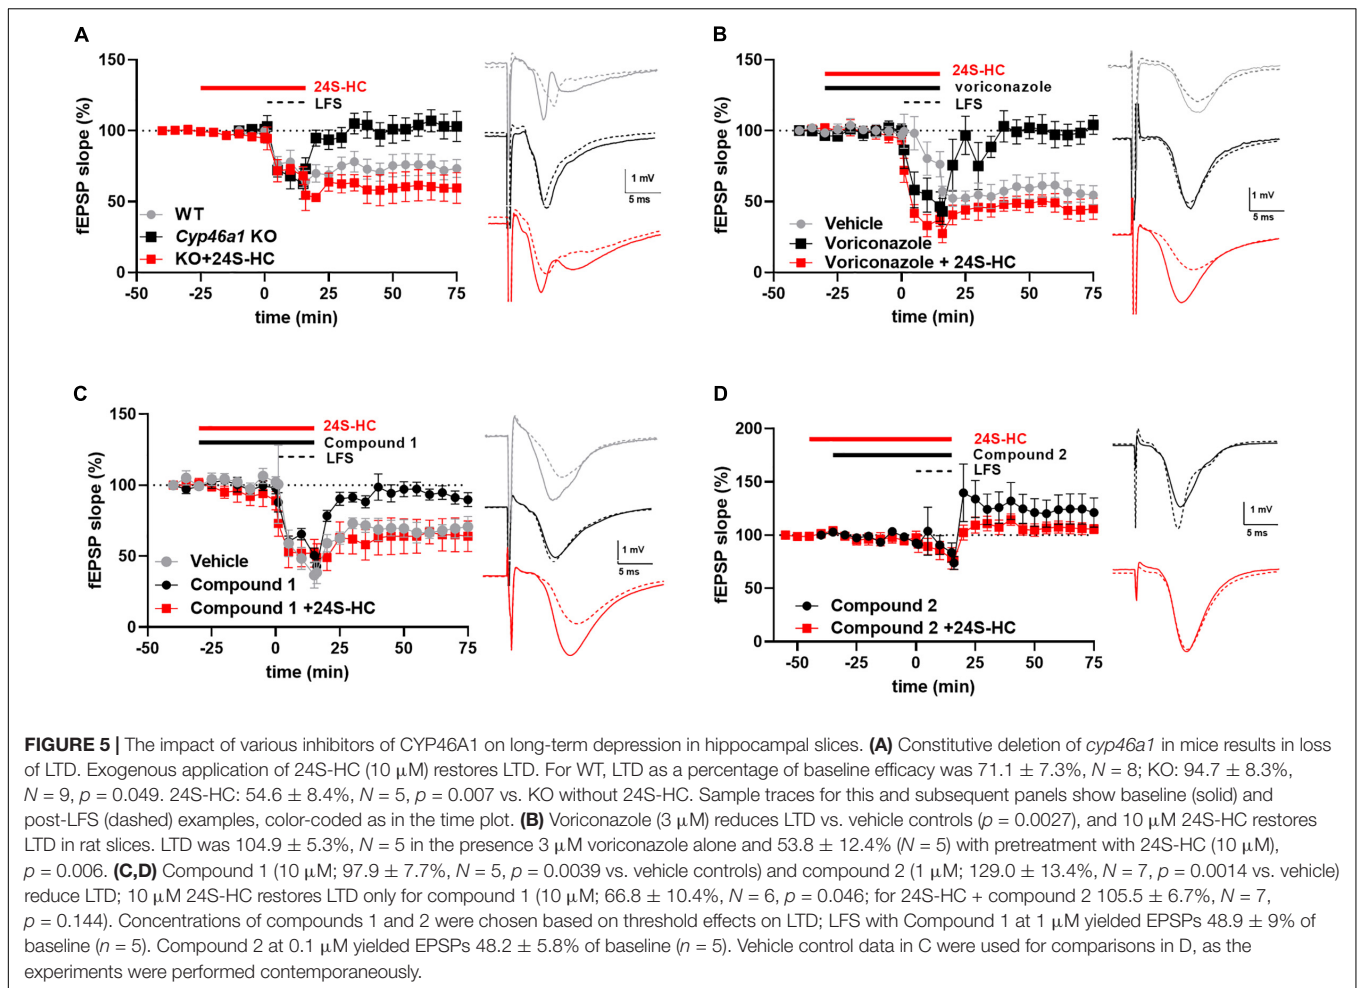 A
150
100
50
0
fEPSP slope (%)
24S-HC
LFS
WT
Cyp46a1 KO
KO+24S-HC
-50 -25 0 25 50 75
time (min)
1 mV
5 ms
B
150
100
50
0
fEPSP slope (%)
24S-HC
voriconazole
LFS
Vehicle
Voriconazole
Voriconazole + 24S-HC
-50 -25 0 25 50 75
time (min)
1 mV
5 ms
C
150
100
50
0
fEPSP slope (%)
24S-HC
Compound 1
LFS
Vehicle
Compound 1
Compound 1 +24S-HC
-50 -25 0 25 50 75
time (min)
1 mV
5 ms
D
200
150
100
50
0
fEPSP slope (%)
24S-HC
Compound 2
LFS
Compound 2
Compound 2 +24S-HC
-50 -25 0 25 50 75
time (min)
1 mV
5 ms
FIGURE 5 | The impact of various inhibitors of CYP46A1 on long-term depression in hippocampal slices. (A) Constitutive deletion of cyp46a1 in mice results in loss
of LTD. Exogenous application of 24S-HC (10 μM) restores LTD. For WT, LTD as a percentage of baseline efficacy was 71.1 ± 7.3%, N = 8; KO: 94.7 ± 8.3%,
N = 9, p = 0.049. 24S-HC: 54.6 ± 8.4%, N = 5, p = 0.007 vs. KO without 24S-HC. Sample traces for this and subsequent panels show baseline (solid) and
post-LFS (dashed) examples, color-coded as in the time plot. (B) Voriconazole (3 μM) reduces LTD vs. vehicle controls (p = 0.0027), and 10 μM 24S-HC restores
LTD in rat slices. LTD was 104.9 ± 5.3%, N = 5 in the presence 3 μM voriconazole alone and 53.8 ± 12.4% (N = 5) with pretreatment with 24S-HC (10 μM),
p = 0.006. (C,D) Compound 1 (10 μM; 97.9 ± 7.7%, N = 5, p = 0.0039 vs. vehicle controls) and compound 2 (1 μM; 129.0 ± 13.4%, N = 7, p = 0.0014 vs. vehicle)
reduce LTD; 10 μM 24S-HC restores LTD only for compound 1 (10 μM; 66.8 ± 10.4%, N = 6, p = 0.046; for 24S-HC + compound 2 105.5 ± 6.7%, N = 7,
p = 0.144). Concentrations of compounds 1 and 2 were chosen based on threshold effects on LTD; LFS with Compound 1 at 1 μM yielded EPSPs 48.9 ± 9% of
baseline (n = 5). Compound 2 at 0.1 μM yielded EPSPs 48.2 ± 5.8% of baseline (n = 5). Vehicle control data in C were used for comparisons in D, as the
experiments were performed contemporaneously.